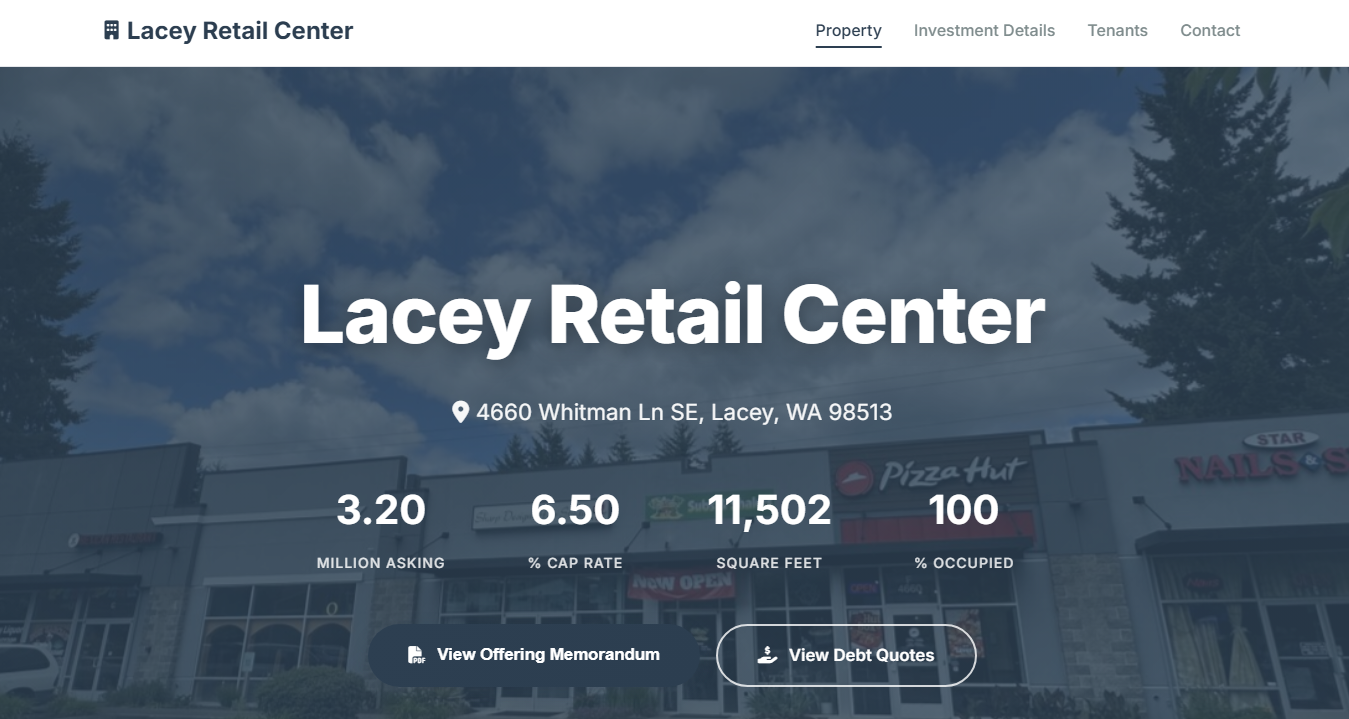 Lacey Retail Center
Property Investment Details Tenants Contact
Lacey Retail Center
4660 Whitman Ln SE, Lacey, WA 98513
STAR
NAILS & S
Pizza Hut
3.20 6.50 11,502 100
MILLION ASKING % CAP RATE SQUARE FEET % OCCUPIED
NOW OPEN
OPEN
PDF View Offering Memorandum View Debt Quotes